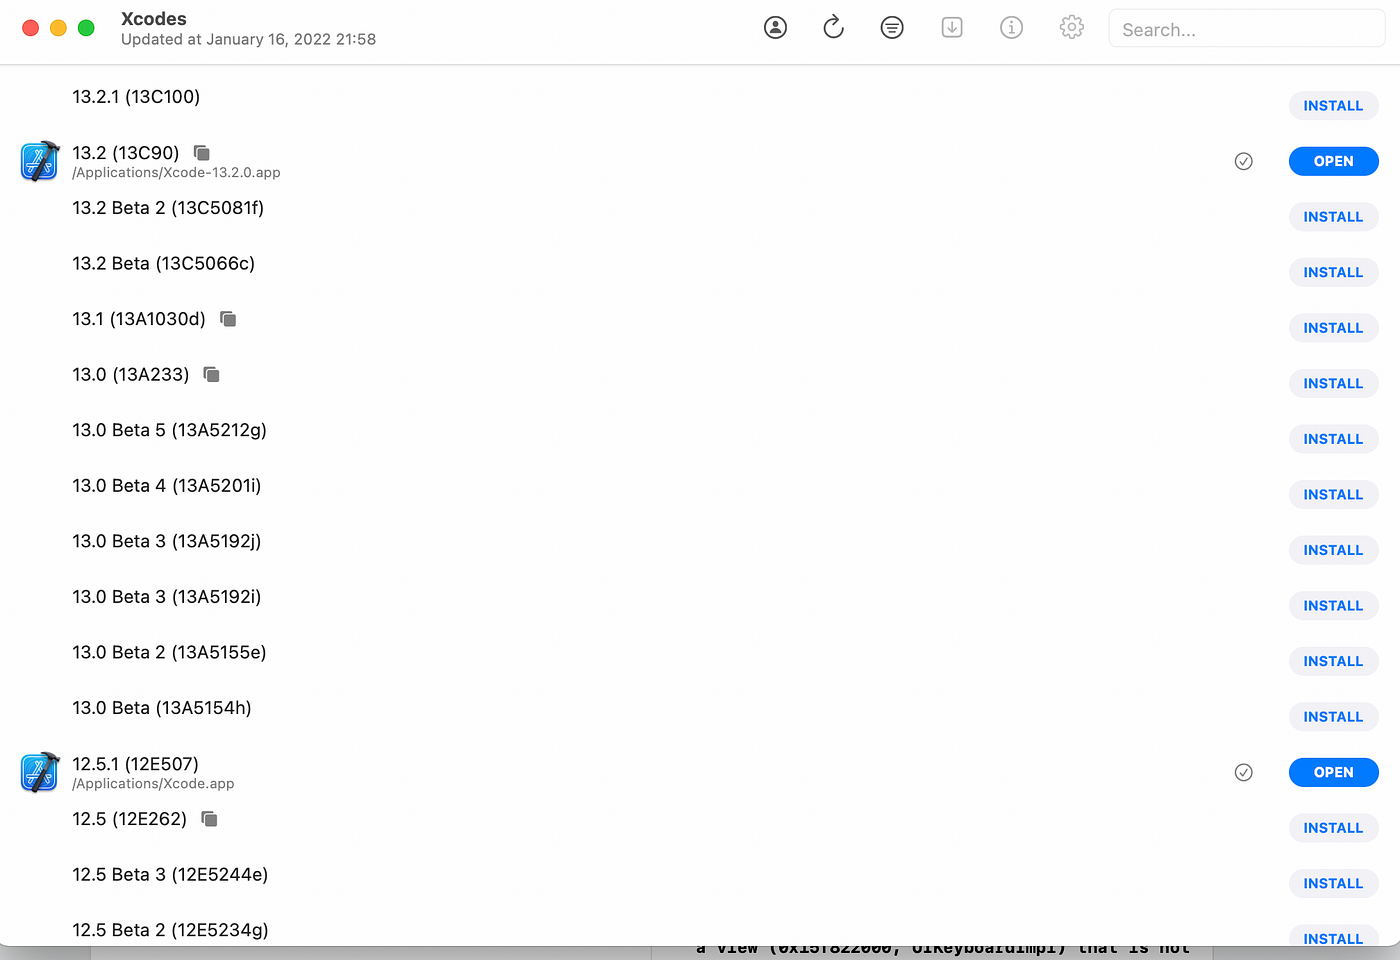 Xcodes
Updated at January 16, 2022 21:58
Search...
13.2.1 (13C100)
INSTALL
13.2 (13C90)
/Applications/Xcode-13.2.0.app
OPEN
13.2 Beta 2 (13C5081f)
INSTALL
13.2 Beta (13C5066c)
INSTALL
13.1 (13A1030d)
INSTALL
13.0 (13A233)
INSTALL
13.0 Beta 5 (13A5212g)
INSTALL
13.0 Beta 4 (13A5201i)
INSTALL
13.0 Beta 3 (13A5192j)
INSTALL
13.0 Beta 3 (13A5192i)
INSTALL
13.0 Beta 2 (13A5155e)
INSTALL
13.0 Beta (13A5154h)
INSTALL
12.5.1 (12E507)
/Applications/Xcode.app
OPEN
12.5 (12E262)
INSTALL
12.5 Beta 3 (12E5244e)
INSTALL
12.5 Beta 2 (12E5234g)
INSTALL
a view (0x15f822000, UIKeyboardImpl) that is not